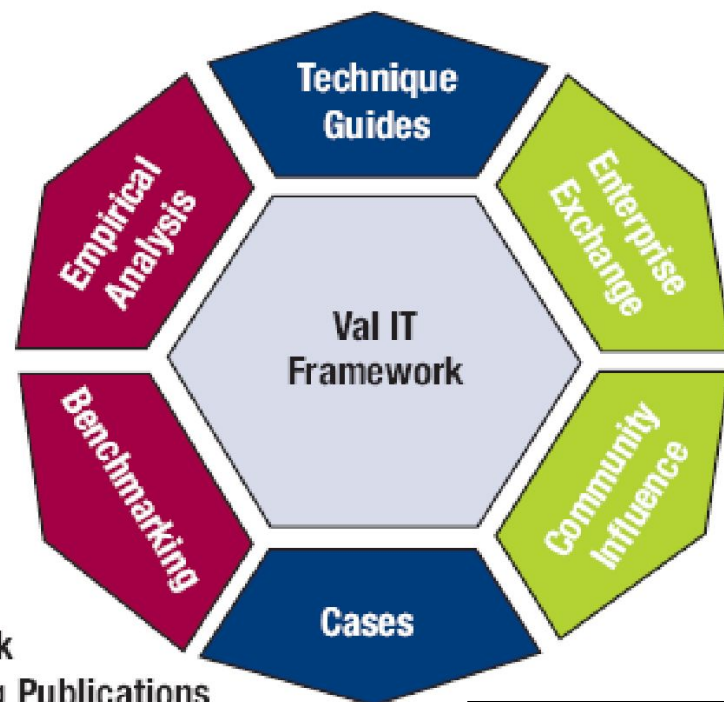 Technique
Guides
Enterprise
Exchange
Community
Influence
Cases
Benchmarking
Empirical
Analysis
Val IT
Framework
k
Publications